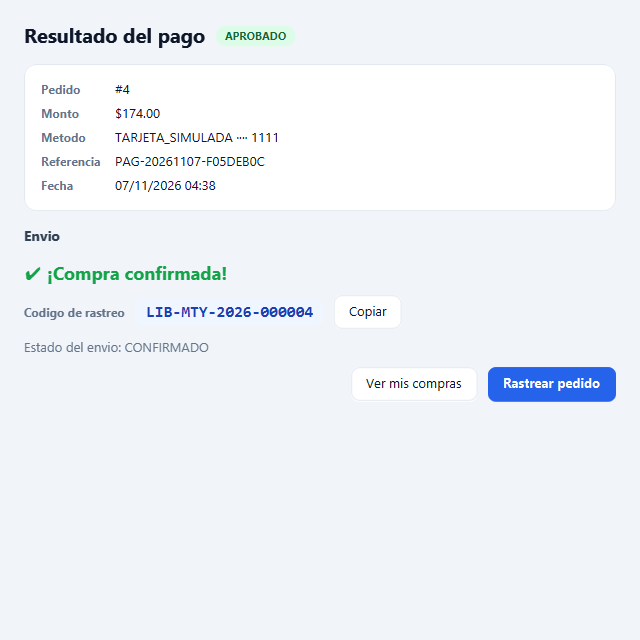 Resultado del pago APROBADO
Pedido #4
Monto $174.00
Metodo TARJETA_SIMULADA ···· 1111
Referencia PAG-20261107-F05DEB0C
Fecha 07/11/2026 04:38
Envio
✔ ¡Compra confirmada!
Codigo de rastreo LIB-MTY-2026-000004 Copiar
Estado del envio: CONFIRMADO
Ver mis compras Rastrear pedido